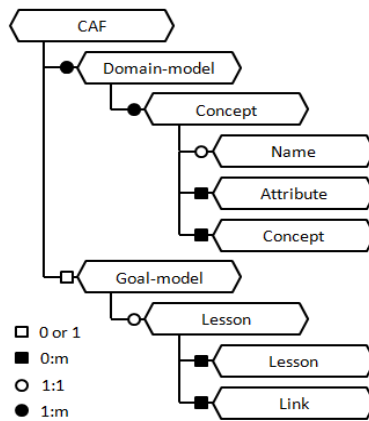 CAF
Domain-model
Concept
Name
Attribute
Concept
Goal-model
Lesson
Lesson
Link
0 or 1
0:m
1:1
1:m